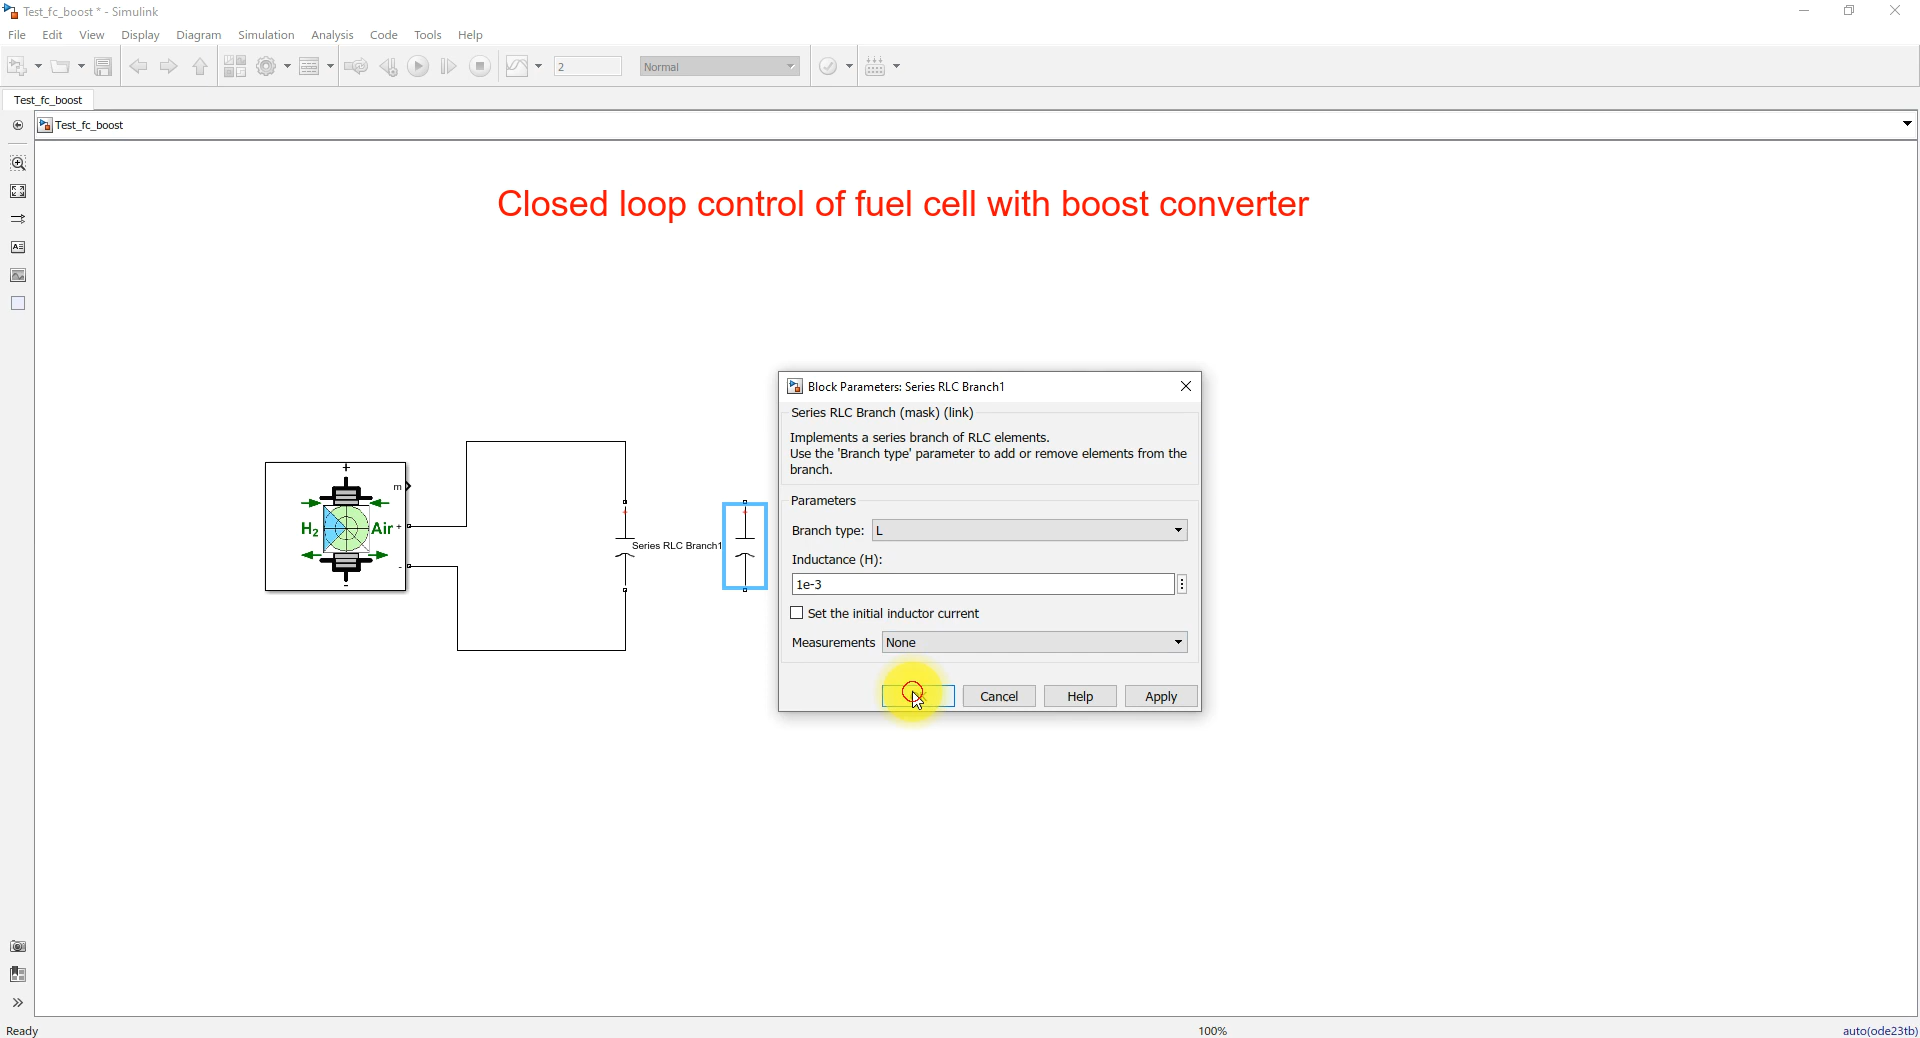 Test_fc_boost * - Simulink
File Edit View Display Diagram Simulation Analysis Code Tools Help
2 Normal
Test_fc_boost
Test_fc_boost
Closed loop control of fuel cell with boost converter
Block Parameters: Series RLC Branch1
Series RLC Branch (mask) (link)
Implements a series branch of RLC elements.
Use the 'Branch type' parameter to add or remove elements from the
branch.
Parameters
Branch type: L
Inductance (H):
1e-3
Set the initial inductor current
Measurements None
Cancel Help Apply
+
m
H2 Air +
-
-
Series RLC Branch1
+
+
Ready 100% auto(ode23tb)